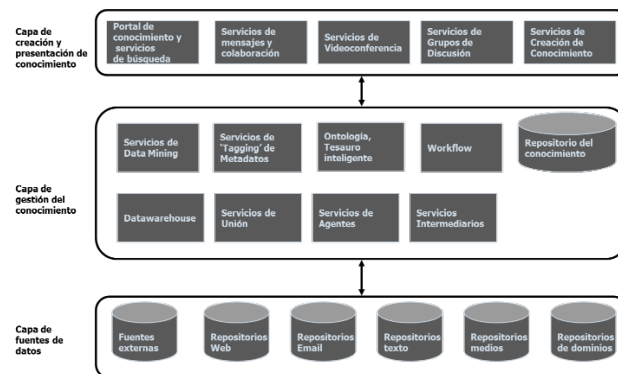 Capa de
creación y
presentación de
conocimiento
Portal de
conocimiento y
servicios
de búsqueda
Servicios de
mensajes y
colaboración
Servicios de
Videoconferencia
Servicios de
Grupos de
Discusión
Servicios de
Creación de
Conocimiento
Capa de
gestión del
conocimiento
Servicios de
Data Mining
Servicios de
'Tagging' de
Metadatos
Ontología,
Tesauro
inteligente
Workflow
Repositorio del
conocimiento
Datawarehouse
Servicios de
Unión
Servicios de
Agentes
Servicios
Intermediarios
Capa de
fuentes de
datos
Fuentes
externas
Repositorios
Web
Repositorios
Email
Repositorios
texto
Repositorios
medios
Repositorios
de dominios